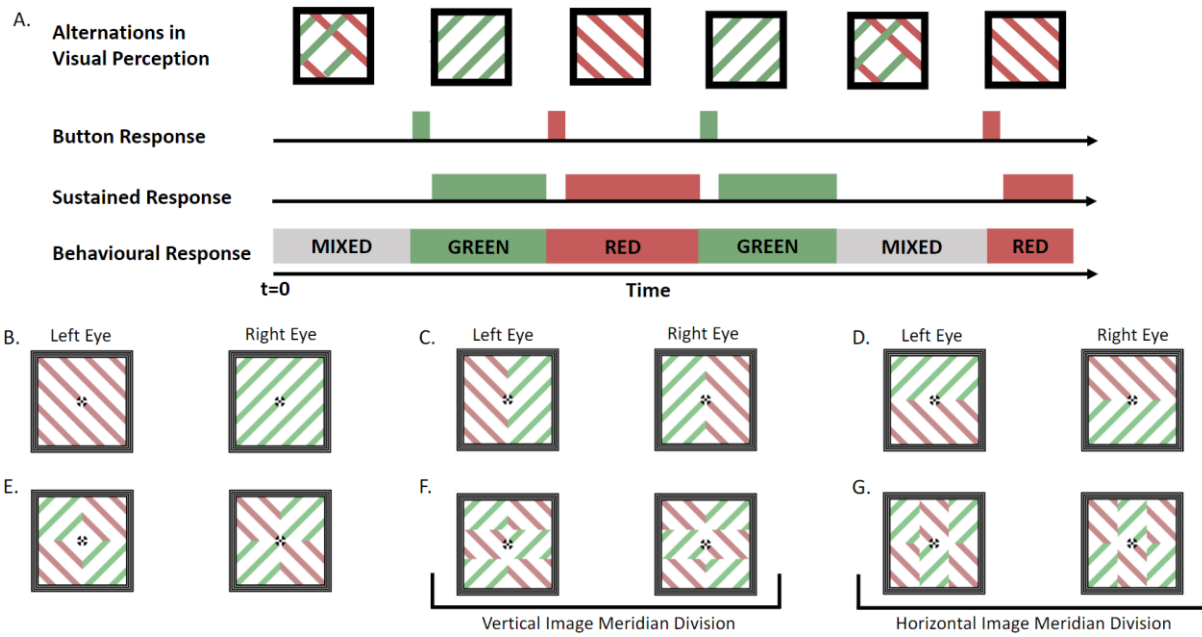 A.
Alternations in
Visual Perception
Button Response
Sustained Response
Behavioural Response
MIXED GREEN RED GREEN MIXED RED
t=0 Time
B. Left Eye Right Eye
C. Left Eye Right Eye
D. Left Eye Right Eye
E.
F.
G.
Vertical Image Meridian Division
Horizontal Image Meridian Division